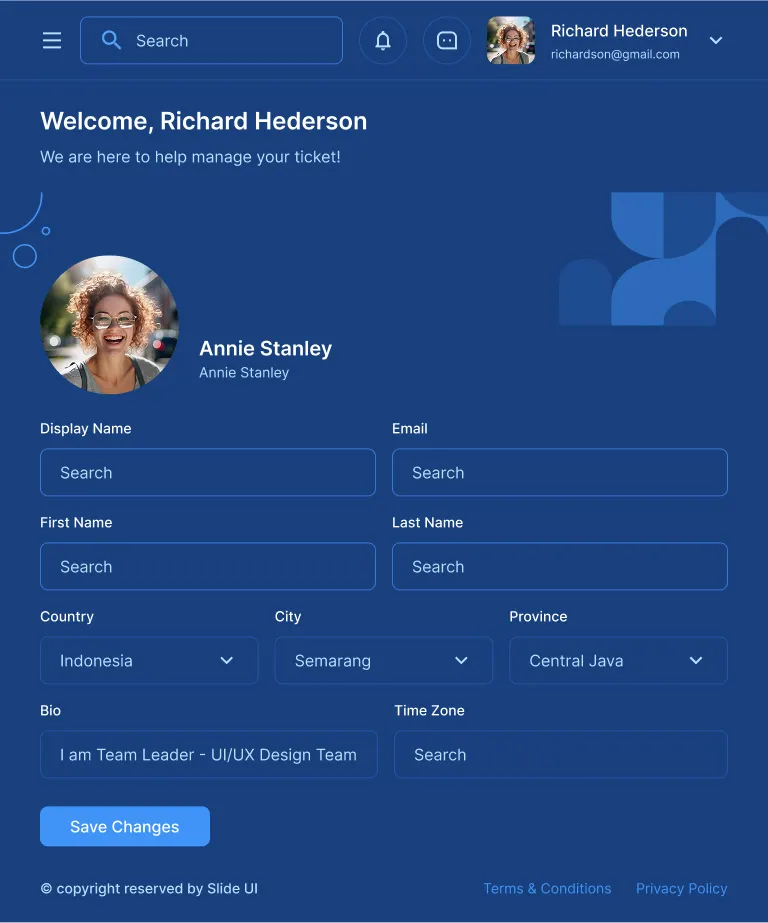 Search
Richard Hederson
richardson@gmail.com
Welcome, Richard Hederson
We are here to help manage your ticket!
Annie Stanley
Annie Stanley
Display Name
Email
Search
Search
First Name
Last Name
Search
Search
Country
City
Province
Indonesia
Semarang
Central Java
Bio
Time Zone
I am Team Leader - UI/UX Design Team
Search
Save Changes
© copyright reserved by Slide UI
Terms & Conditions
Privacy Policy